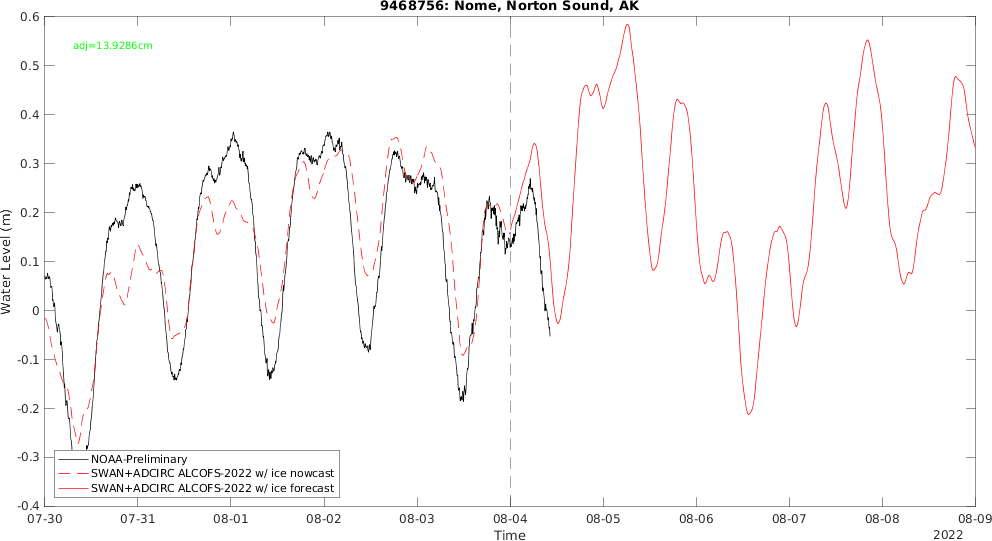 9468756: Nome, Norton Sound, AK
adj=13.9286cm
Water Level (m)
0.6
0.5
0.4
0.3
0.2
0.1
0
-0.1
-0.2
-0.3
-0.4
NOAA-Preliminary
SWAN+ADCIRC ALCOFS-2022 w/ ice nowcast
SWAN+ADCIRC ALCOFS-2022 w/ ice forecast
07-30 07-31 08-01 08-02 08-03 08-04 08-05 08-06 08-07 08-08 08-09
Time
2022